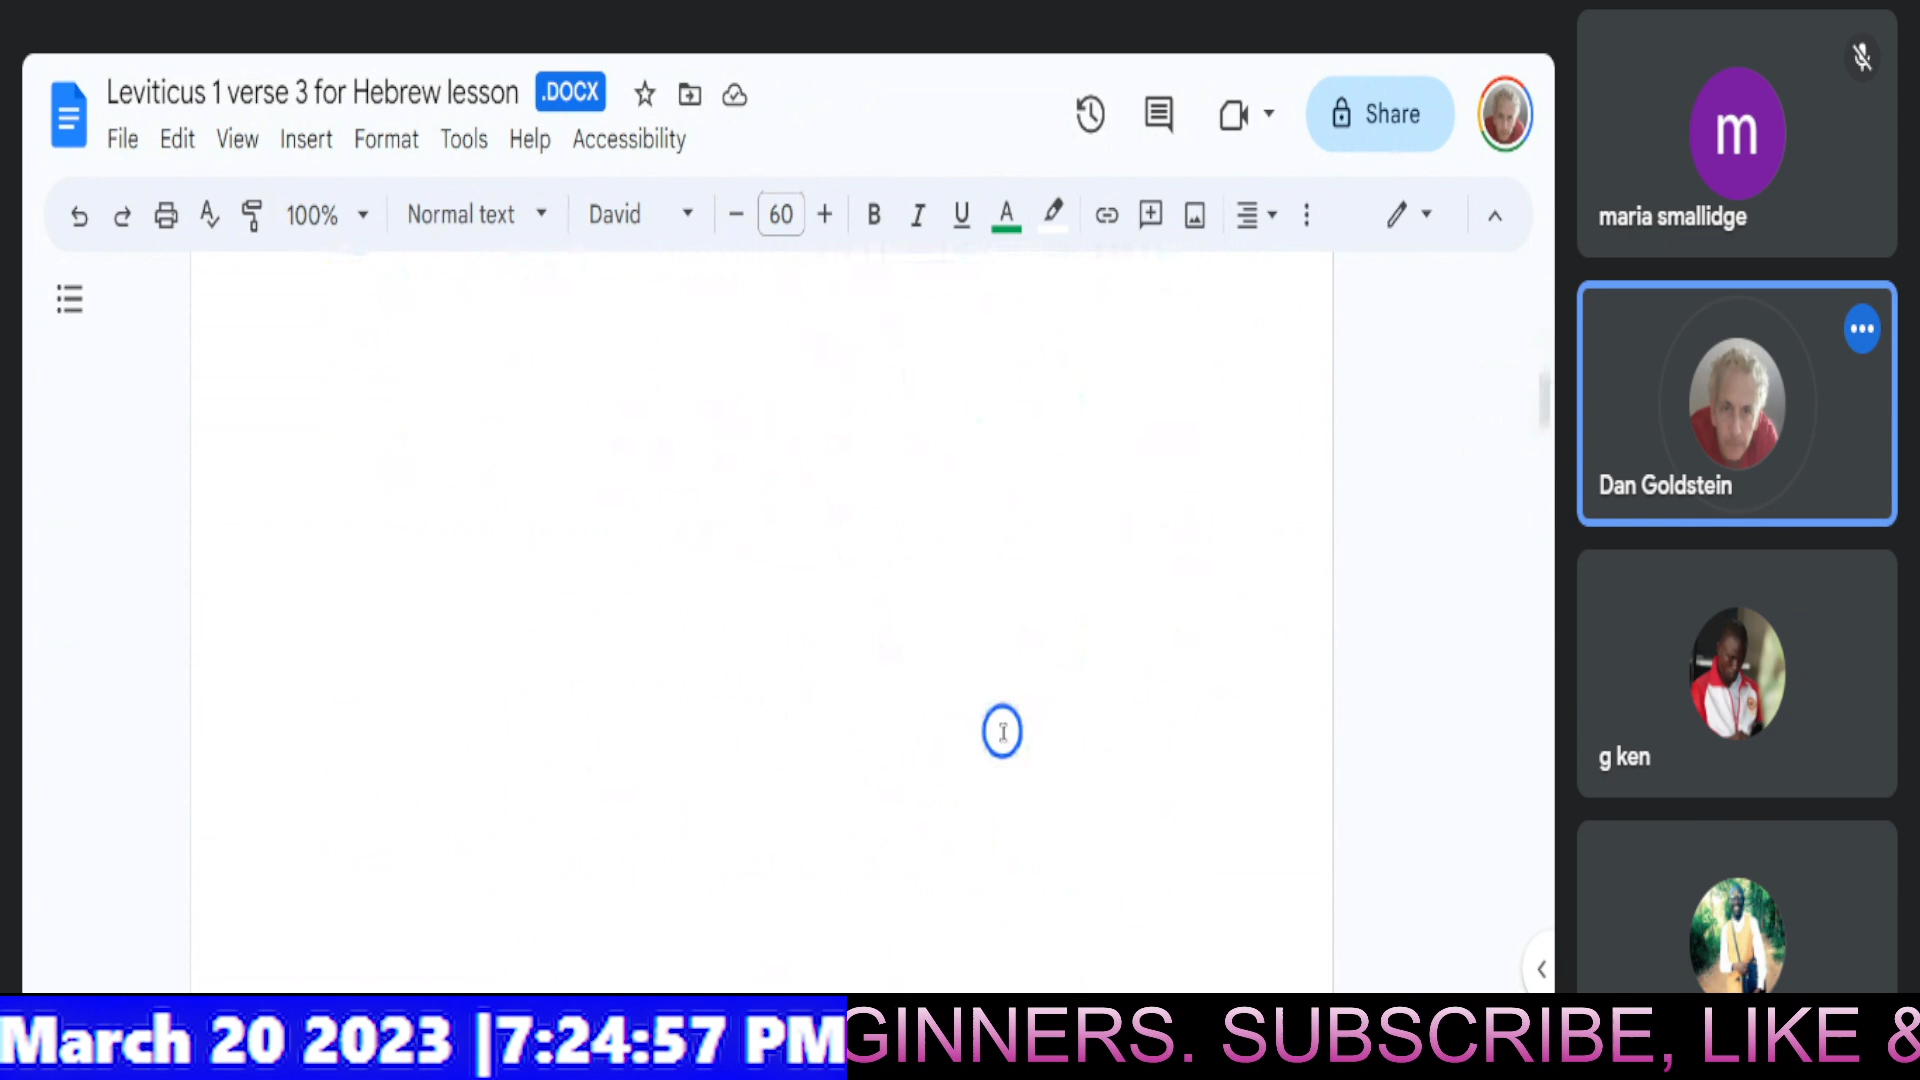 Leviticus 1 verse 3 for Hebrew lesson .DOCX
File Edit View Insert Format Tools Help Accessibility
Share
100% Normal text David 60 B I U A
m
maria smallidge
Dan Goldstein
g ken
March 20 2023 |7:24:57 PM
GINNERS. SUBSCRIBE, LIKE &